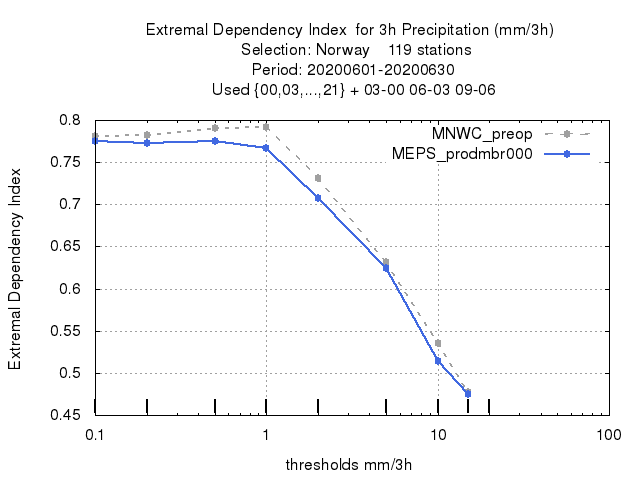 Extremal Dependency Index  for 3h Precipitation (mm/3h)
Selection: Norway    119 stations
Period: 20200601-20200630
Used {00,03,...,21} + 03-00 06-03 09-06
MNWC_preop
MEPS_prodmbr000
Extremal Dependency Index
0.8
0.75
0.7
0.65
0.6
0.55
0.5
0.45
0.1 1 10 100
thresholds mm/3h